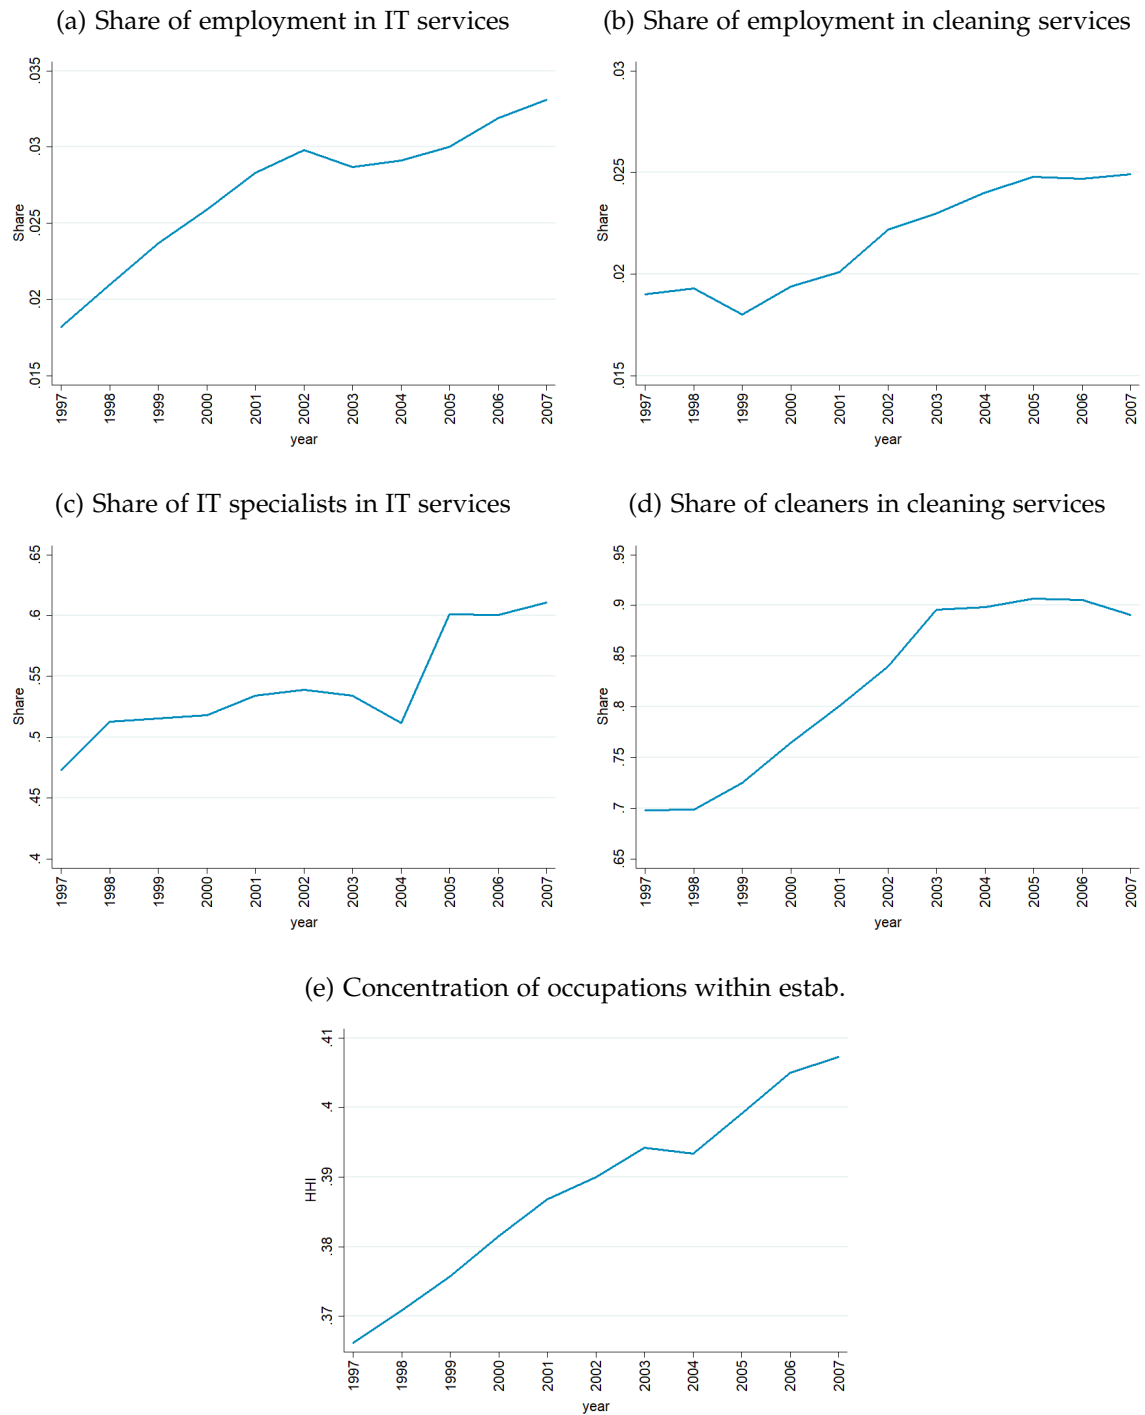 (a) Share of employment in IT services
Share
.035
.03
.025
.02
.015
1997 1998 1999 2000 2001 2002 2003 2004 2005 2006 2007
year
(b) Share of employment in cleaning services
Share
.03
.025
.02
.015
1997 1998 1999 2000 2001 2002 2003 2004 2005 2006 2007
year
(c) Share of IT specialists in IT services
Share
.65
.6
.55
.5
.45
.4
1997 1998 1999 2000 2001 2002 2003 2004 2005 2006 2007
year
(d) Share of cleaners in cleaning services
Share
.95
.9
.85
.8
.75
.7
.65
1997 1998 1999 2000 2001 2002 2003 2004 2005 2006 2007
year
(e) Concentration of occupations within estab.
HHI
.41
.4
.39
.38
.37
1997 1998 1999 2000 2001 2002 2003 2004 2005 2006 2007
year